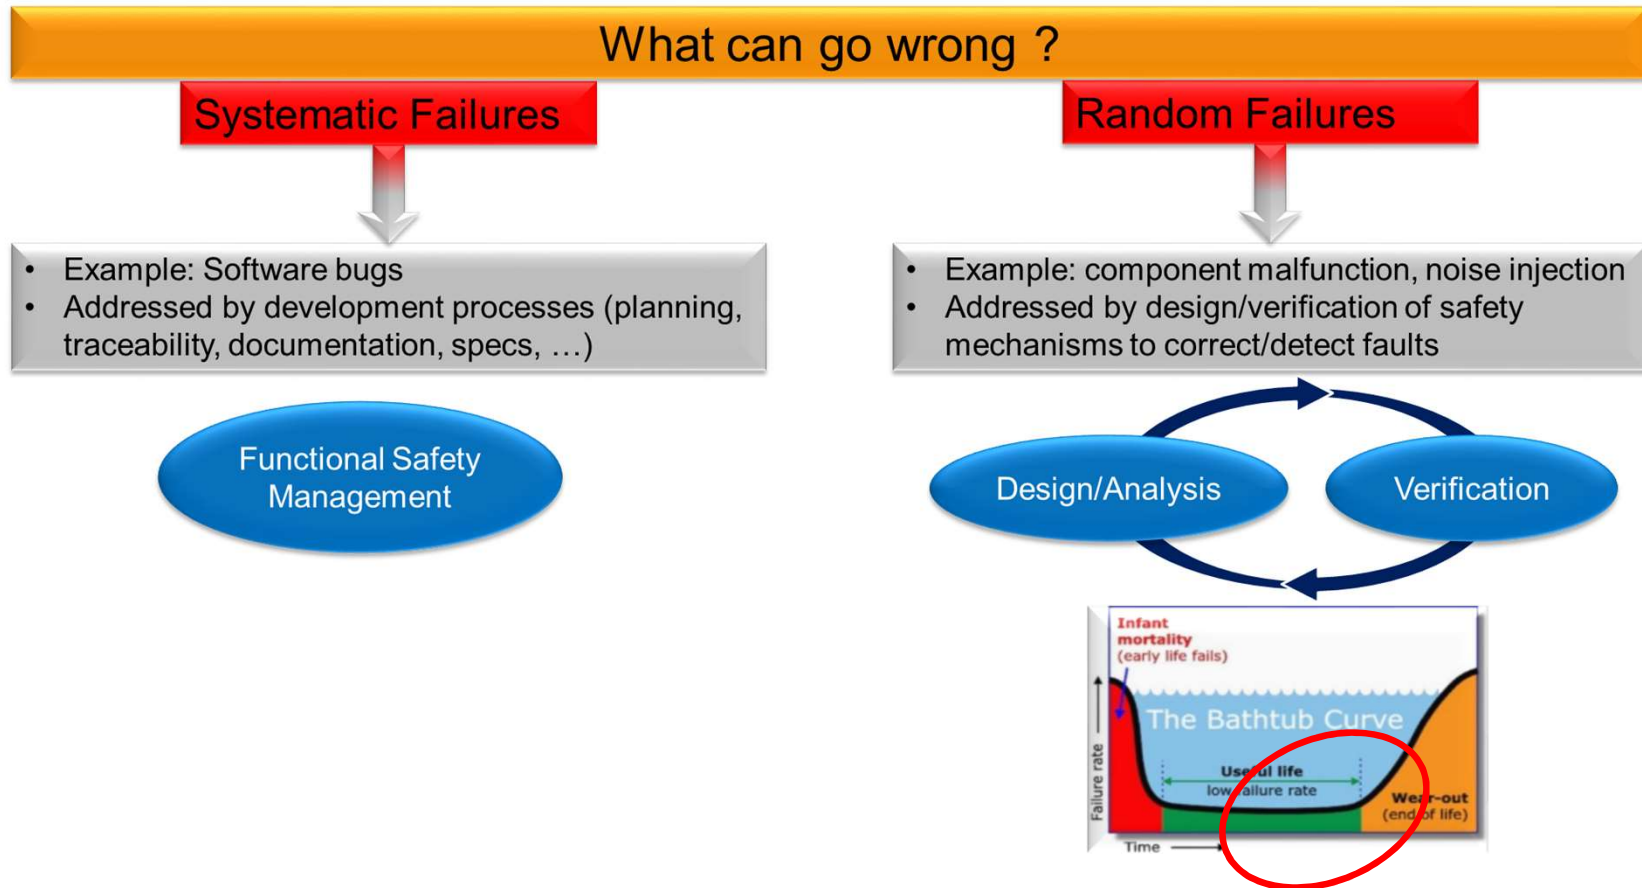 What can go wrong ?
Systematic Failures
• Example: Software bugs
• Addressed by development processes (planning,
traceability, documentation, specs, …)
Functional Safety
Management
Random Failures
• Example: component malfunction, noise injection
• Addressed by design/verification of safety
mechanisms to correct/detect faults
Design/Analysis
Verification
Infant
mortality
(early life fails)
The Bathtub Curve
Useful life
low failure rate
Wear-out
(end of life)
Failure rate
Time